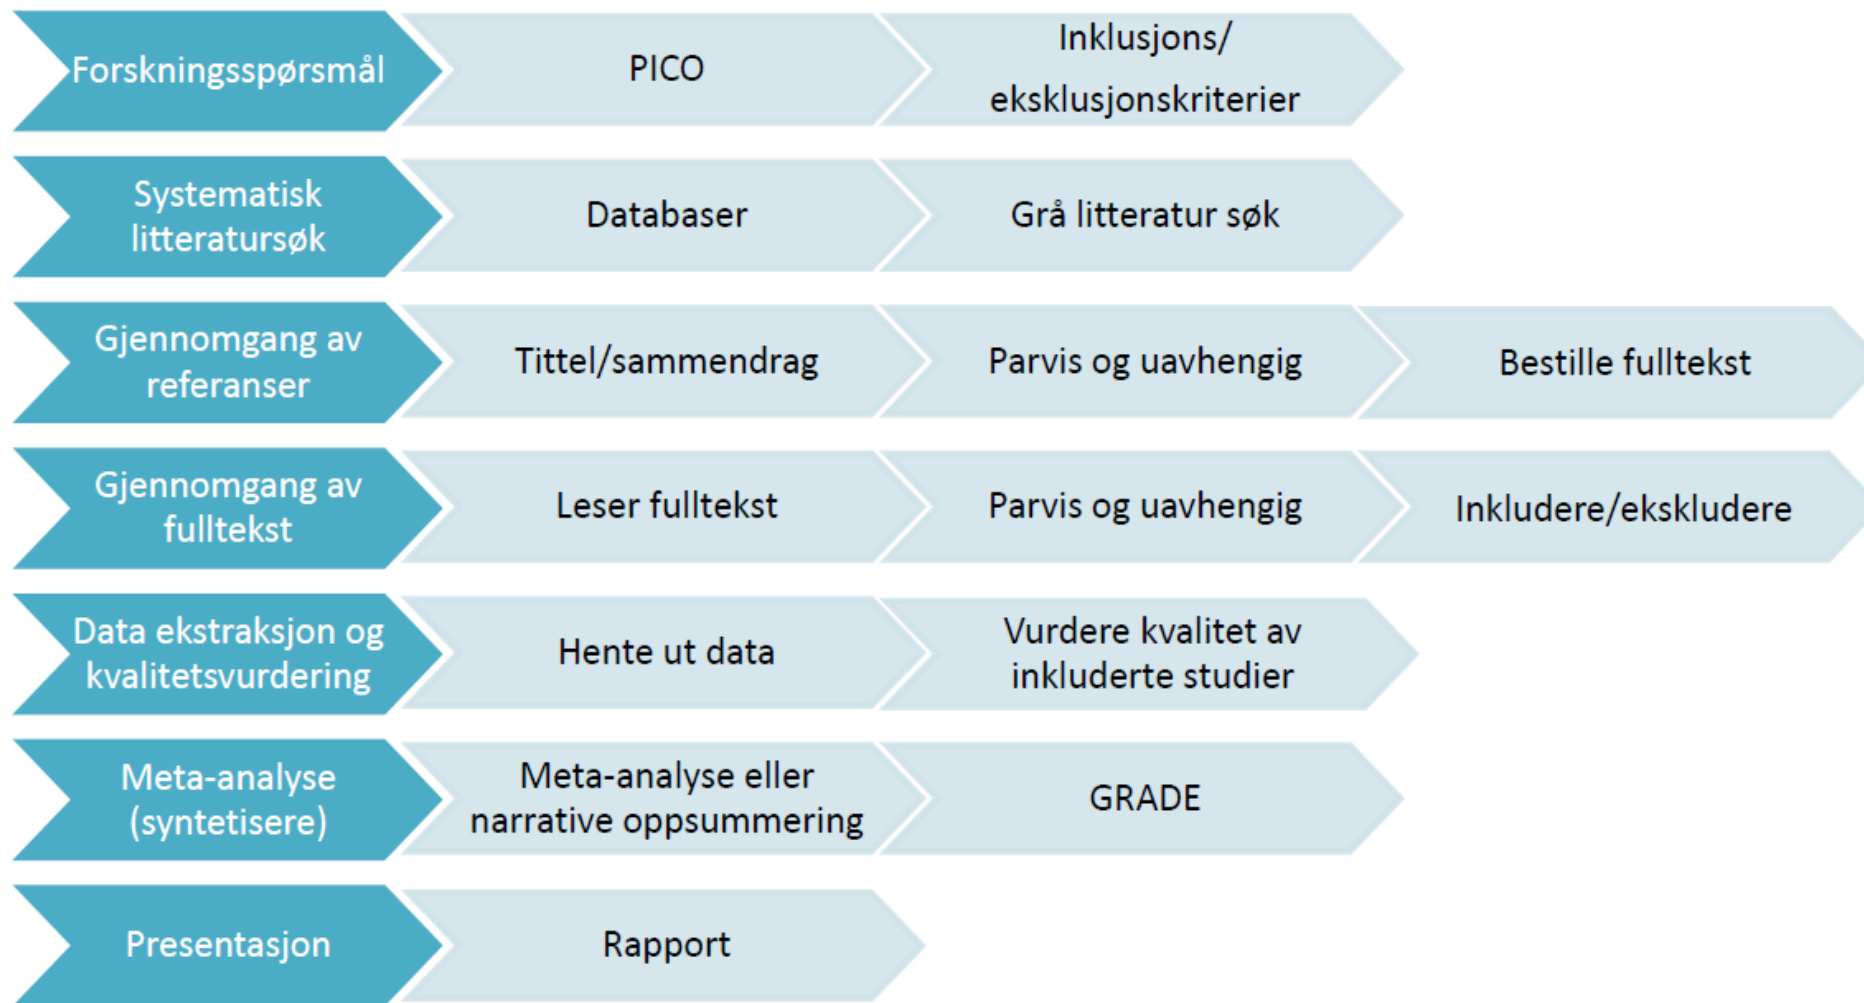 Forskningsspørsmål
PICO
Inklusjons/
eksklusjonskriterier
Systematisk
litteratursøk
Databaser
Grå litteratur søk
Gjennomgang av
referanser
Tittel/sammendrag
Parvis og uavhengig
Bestille fulltekst
Gjennomgang av
fulltekst
Leser fulltekst
Parvis og uavhengig
Inkludere/ekskludere
Data ekstraksjon og
kvalitetsvurdering
Hente ut data
Vurdere kvalitet av
inkluderte studier
Meta-analyse
(syntetisere)
Meta-analyse eller
narrative oppsummering
GRADE
Presentasjon
Rapport